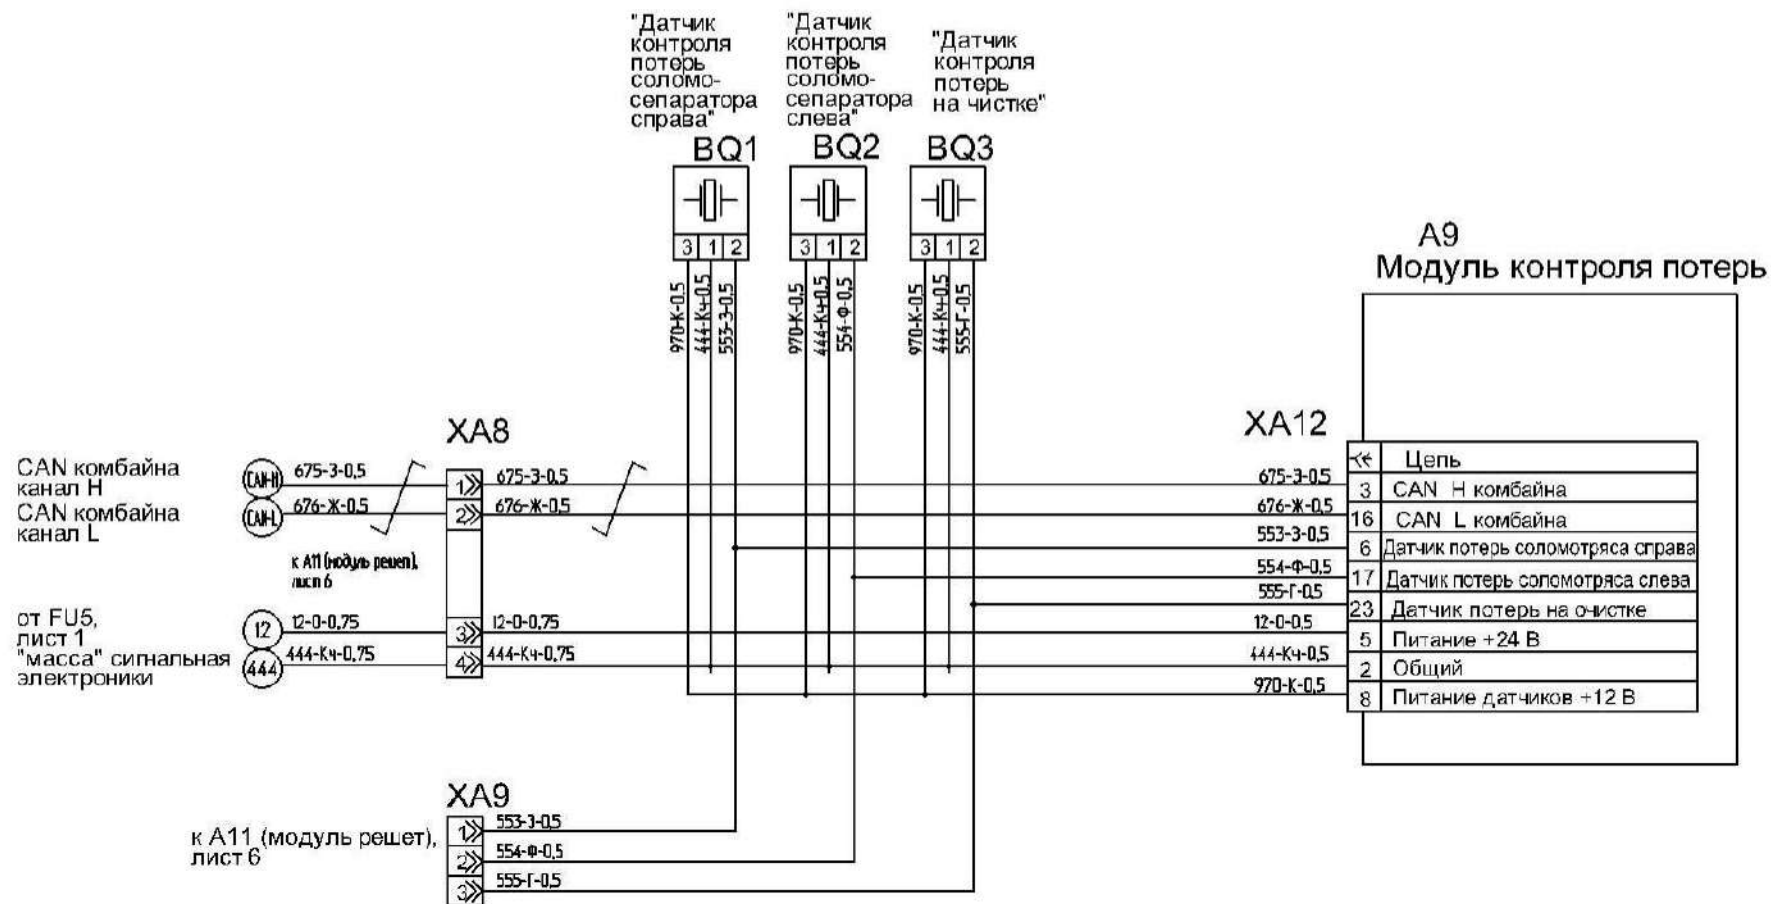 "Датчик
контроля
потерь
соломо-
сепаратора
справа"
BQ1
"Датчик
контроля
потерь
соломо-
сепаратора
слева"
BQ2
"Датчик
контроля
потерь
на чистке"
BQ3
3 1 2
3 1 2
3 1 2
970-К-0,5
444-Кч-0,5
553-З-0,5
970-К-0,5
444-Кч-0,5
554-Ф-0,5
970-К-0,5
444-Кч-0,5
555-Г-0,5
А9
Модуль контроля потерь
ХА8
ХА12
CAN комбайна
канал Н
CAN-H
675-З-0,5
1
675-З-0,5
CAN комбайна
канал L
CAN-L
676-Ж-0,5
2
676-Ж-0,5
к А11 (модуль решет),
лист 6
от FU5,
лист 1
12
12-О-0,75
3
12-О-0,75
"масса" сигнальная
электроники
444
444-Кч-0,75
4
444-Кч-0,75
Цепь
675-З-0,5 3 CAN Н комбайна
676-Ж-0,5 16 CAN L комбайна
553-З-0,5 6 Датчик потерь соломотряса справа
554-Ф-0,5 17 Датчик потерь соломотряса слева
555-Г-0,5 23 Датчик потерь на очистке
12-О-0,5 5 Питание +24 В
444-Кч-0,5 2 Общий
970-К-0,5 8 Питание датчиков +12 В
ХА9
к А11 (модуль решет),
лист 6
1 553-З-0,5
2 554-Ф-0,5
3 555-Г-0,5